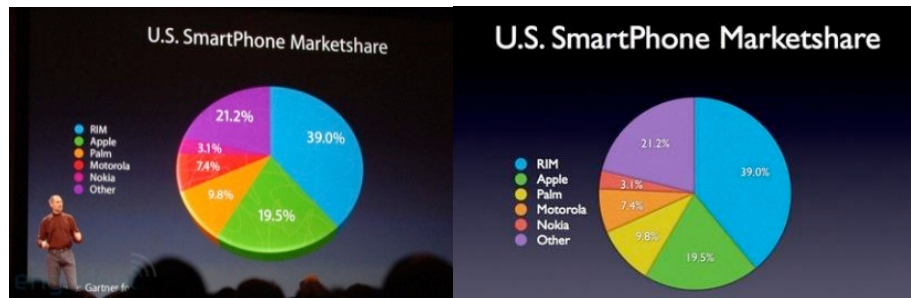 U.S. SmartPhone Marketshare
21.2%
39.0%
3.1%
7.4%
9.8%
19.5%
RIM
Apple
Palm
Motorola
Nokia
Other
Gartner
U.S. SmartPhone Marketshare
21.2%
39.0%
3.1%
7.4%
9.8%
19.5%
RIM
Apple
Palm
Motorola
Nokia
Other